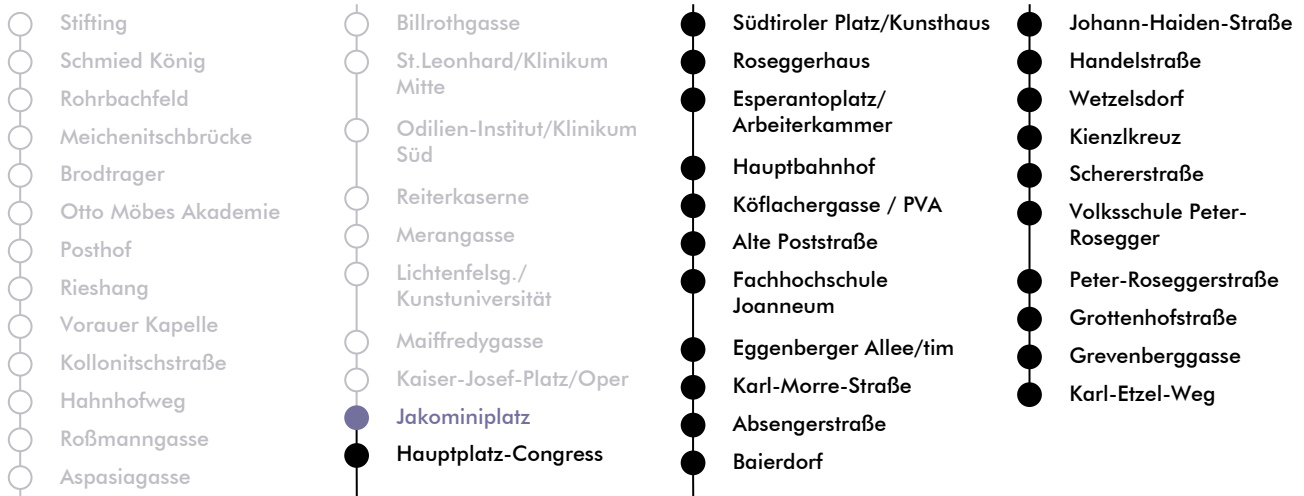 Stifting
Schmied König
Rohrbachfeld
Meichenitschbrücke
Brodtrager
Otto Möbes Akademie
Posthof
Rieshang
Vorauer Kapelle
Kollonitschstraße
Hahnhofweg
Roßmanngasse
Aspasiagasse
Billrothgasse
St.Leonhard/Klinikum
Mitte
Odilien-Institut/Klinikum
Süd
Reiterkaserne
Merangasse
Lichtenfelsg./
Kunstuniversität
Maiffredygasse
Kaiser-Josef-Platz/Oper
Jakominiplatz
Hauptplatz-Congress
Südtiroler Platz/Kunsthaus
Roseggerhaus
Esperantoplatz/
Arbeiterkammer
Hauptbahnhof
Köflachergasse / PVA
Alte Poststraße
Fachhochschule
Joanneum
Eggenberger Allee/tim
Karl-Morre-Straße
Absengerstraße
Baierdorf
Johann-Haiden-Straße
Handelstraße
Wetzelsdorf
Kienzlkreuz
Schererstraße
Volksschule Peter-
Rosegger
Peter-Roseggerstraße
Grottenhofstraße
Grevenberggasse
Karl-Etzel-Weg